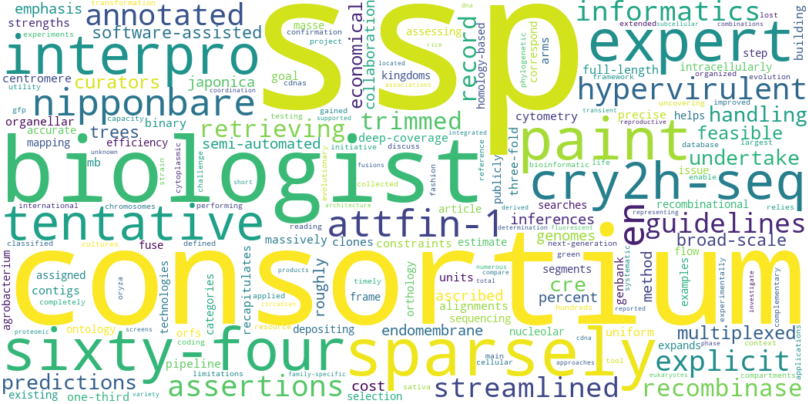 emphasis transformation
strengths annotated
experiments software-assisted
interpro
centromere curators japonica
utility
gfp nipponbare
organellar trees binary
accurate
mapping efficiency semi-automated
retrieving
ssp
masse
confirmation
project
goal
cdnas
economical
collaboration
assessing
tics
located
kingdoms
associations
record
homology-based
dna
phylogenetic
correspond
arms
extended subcellular combinations lost
informatics
building
expert
step
full-length intracellularly
framework organized evolution
hypervirulent
uncovering improved
gfp
trimmed
deep-coverage
initiative discuss
cytometry
feasible precise helps handling
transient reproductive
testing gained supported
capacity coordination
biologist
unknown
mb
cytoplasmic
strain
challenge
short
evolutionary
fusions
collected
architecture
integrated
reference
publicly
three-fold
paint
bioinformatic life
database largest
issue undertake
enable
cry2h-seq
international chromosomes performing
tentative
reading derived
fashion
article
attfin-1
searches
recombinational
relies
determination fluorescent representing
inferences en guidelines
classified cultures defined
fuse massively clones constraints estimate
genomes next-generation broad-scale
consortium
agrobacterium
assigned
contigs
completely
oryza
technologies
categories
recapitulates
products
applied
circadian
roughly
timely
frame
orthology
numerous
compare
total
units
ascribed
alignments
sequencing
green
segments
cre
percent
hundreds
reported
method
genbank
systematic
flow
examples
experimentally
investigate
complementary
ontology resource
orfs
coding
proteomic screens
sixty-four
endomembrane nucleolar
cdna
uniform
multiplexed
sparsely
main
cellular approaches tool
expands phase context
eukaryotes
compartments
applications
predictions
pipeline
limitations
family-specific
assertions
cost sativa
selection
streamlined
explicit
recombinase
existing one-third variety